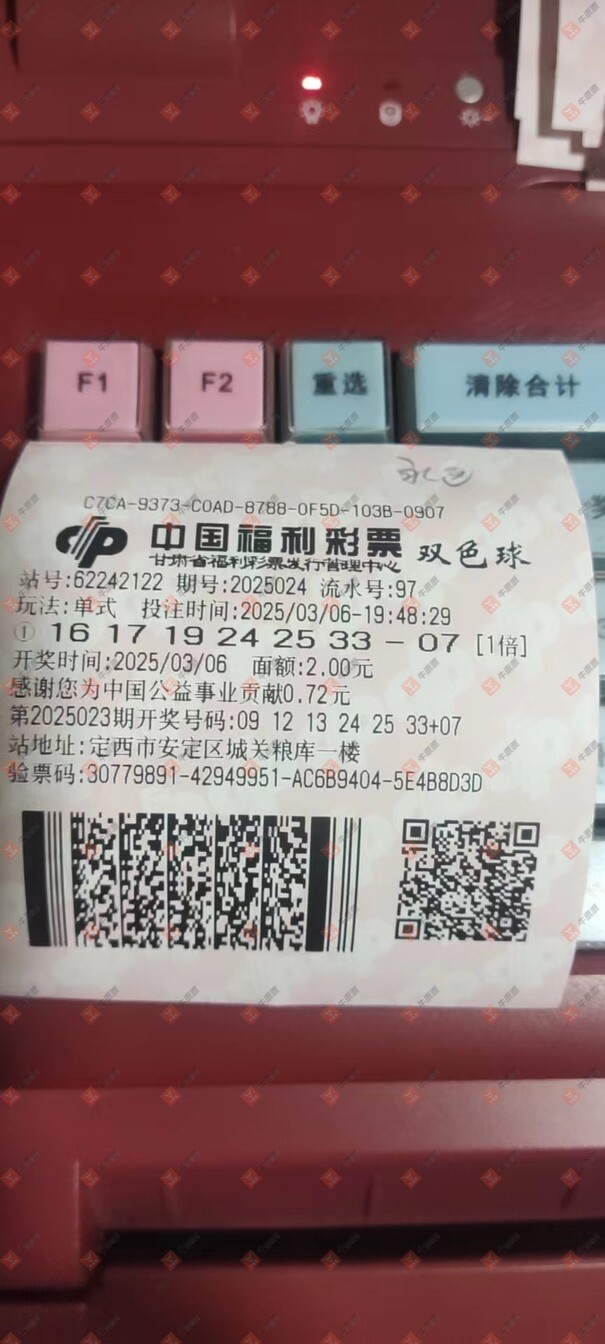 F1 F2 重选 清除合计
C7CA-9373-C0AD-8788-0F5D-103B-0907
中国福利彩票 双色球
甘肃省福利彩票发行管理中心
站号:62242122 期号:2025024 流水号:97
玩法:单式 投注时间:2025/03/06-19:48:29
① 16 17 19 24 25 33 - 07 [1倍]
开奖时间:2025/03/06 面额:2.00元
感谢您为中国公益事业贡献0.72元
第2025023期开奖号码:09 12 13 24 25 33+07
站地址:定西市安定区城关粮库一楼
验票码:30779891-42949951-AC6B9404-5E4B8D3D